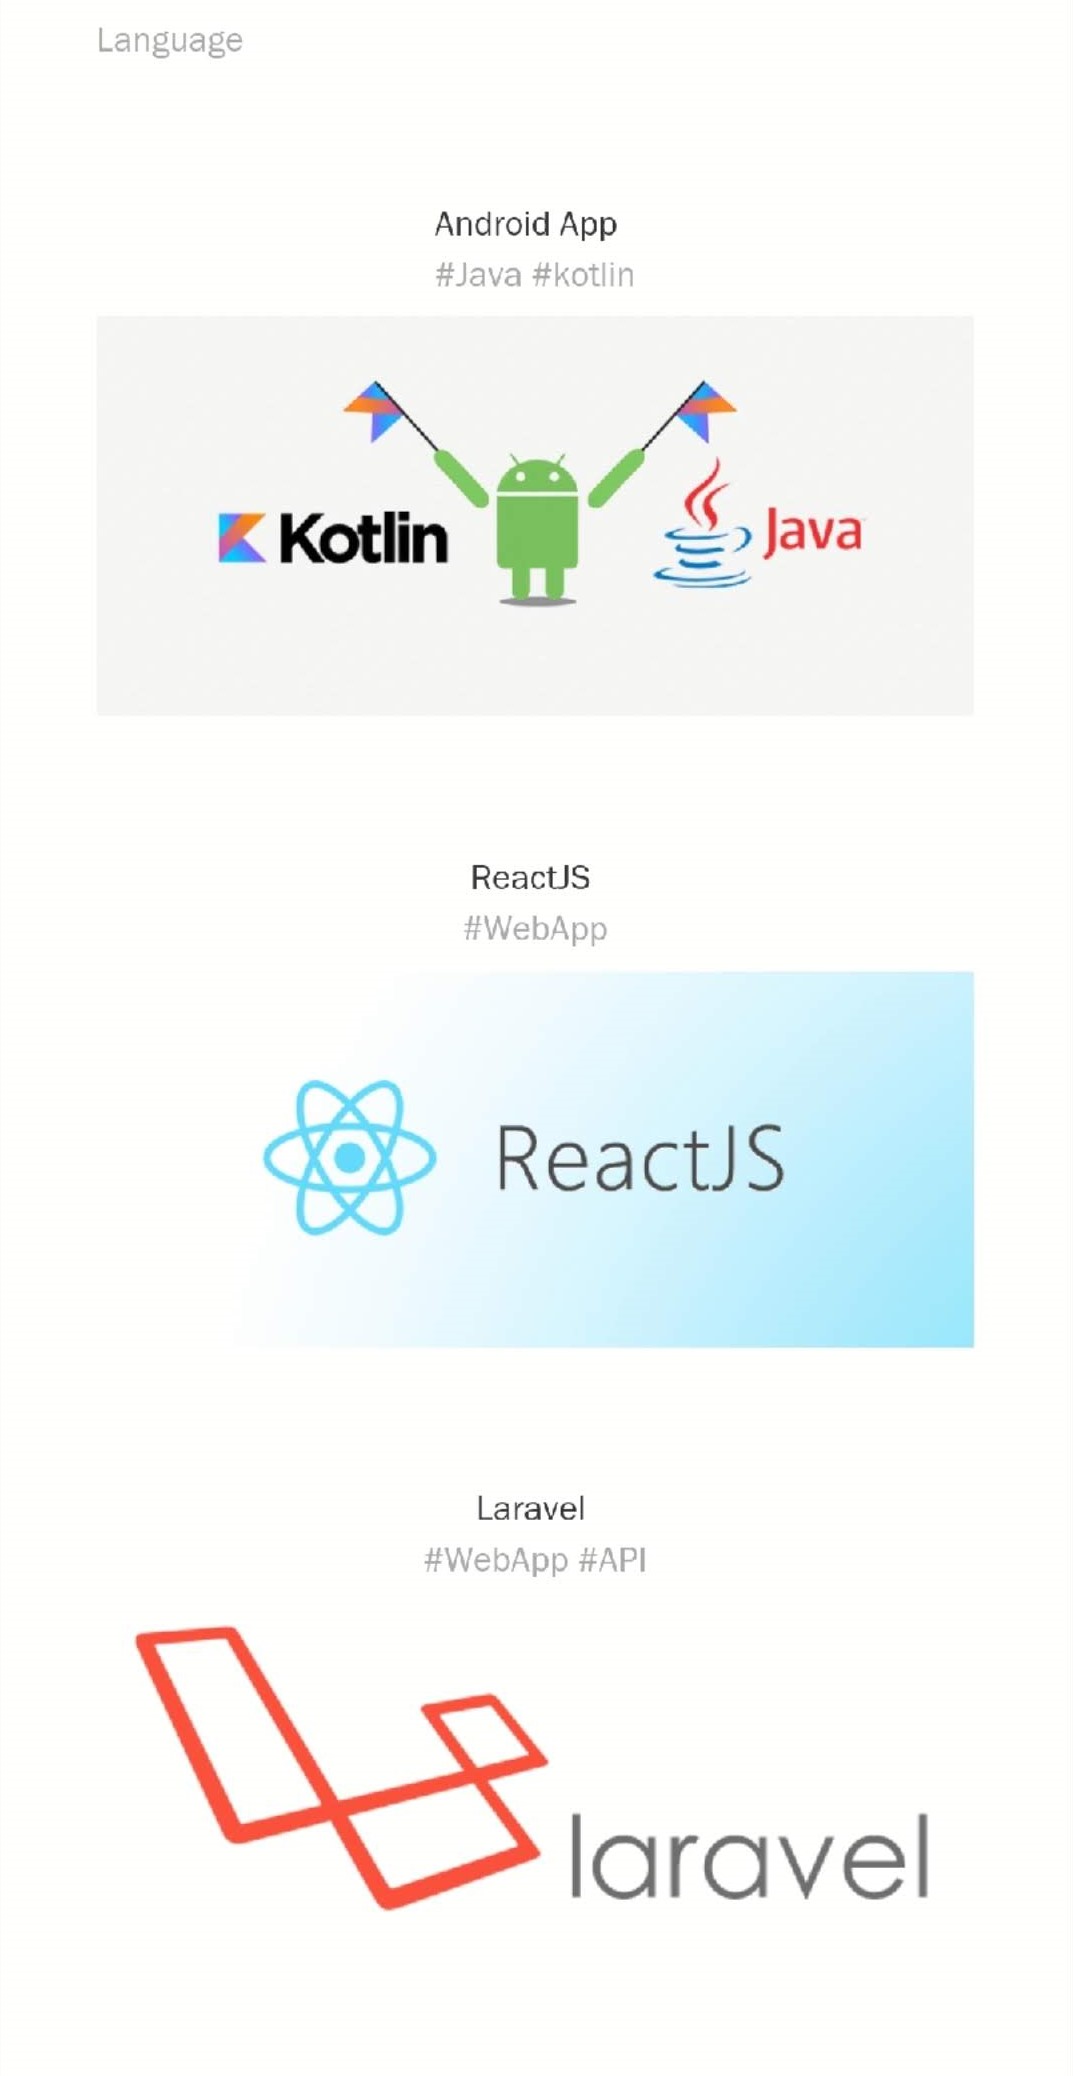 Language
Android App
#Java #kotlin
Kotlin
Java
ReactJS
#WebApp
ReactJS
Laravel
#WebApp #API
laravel